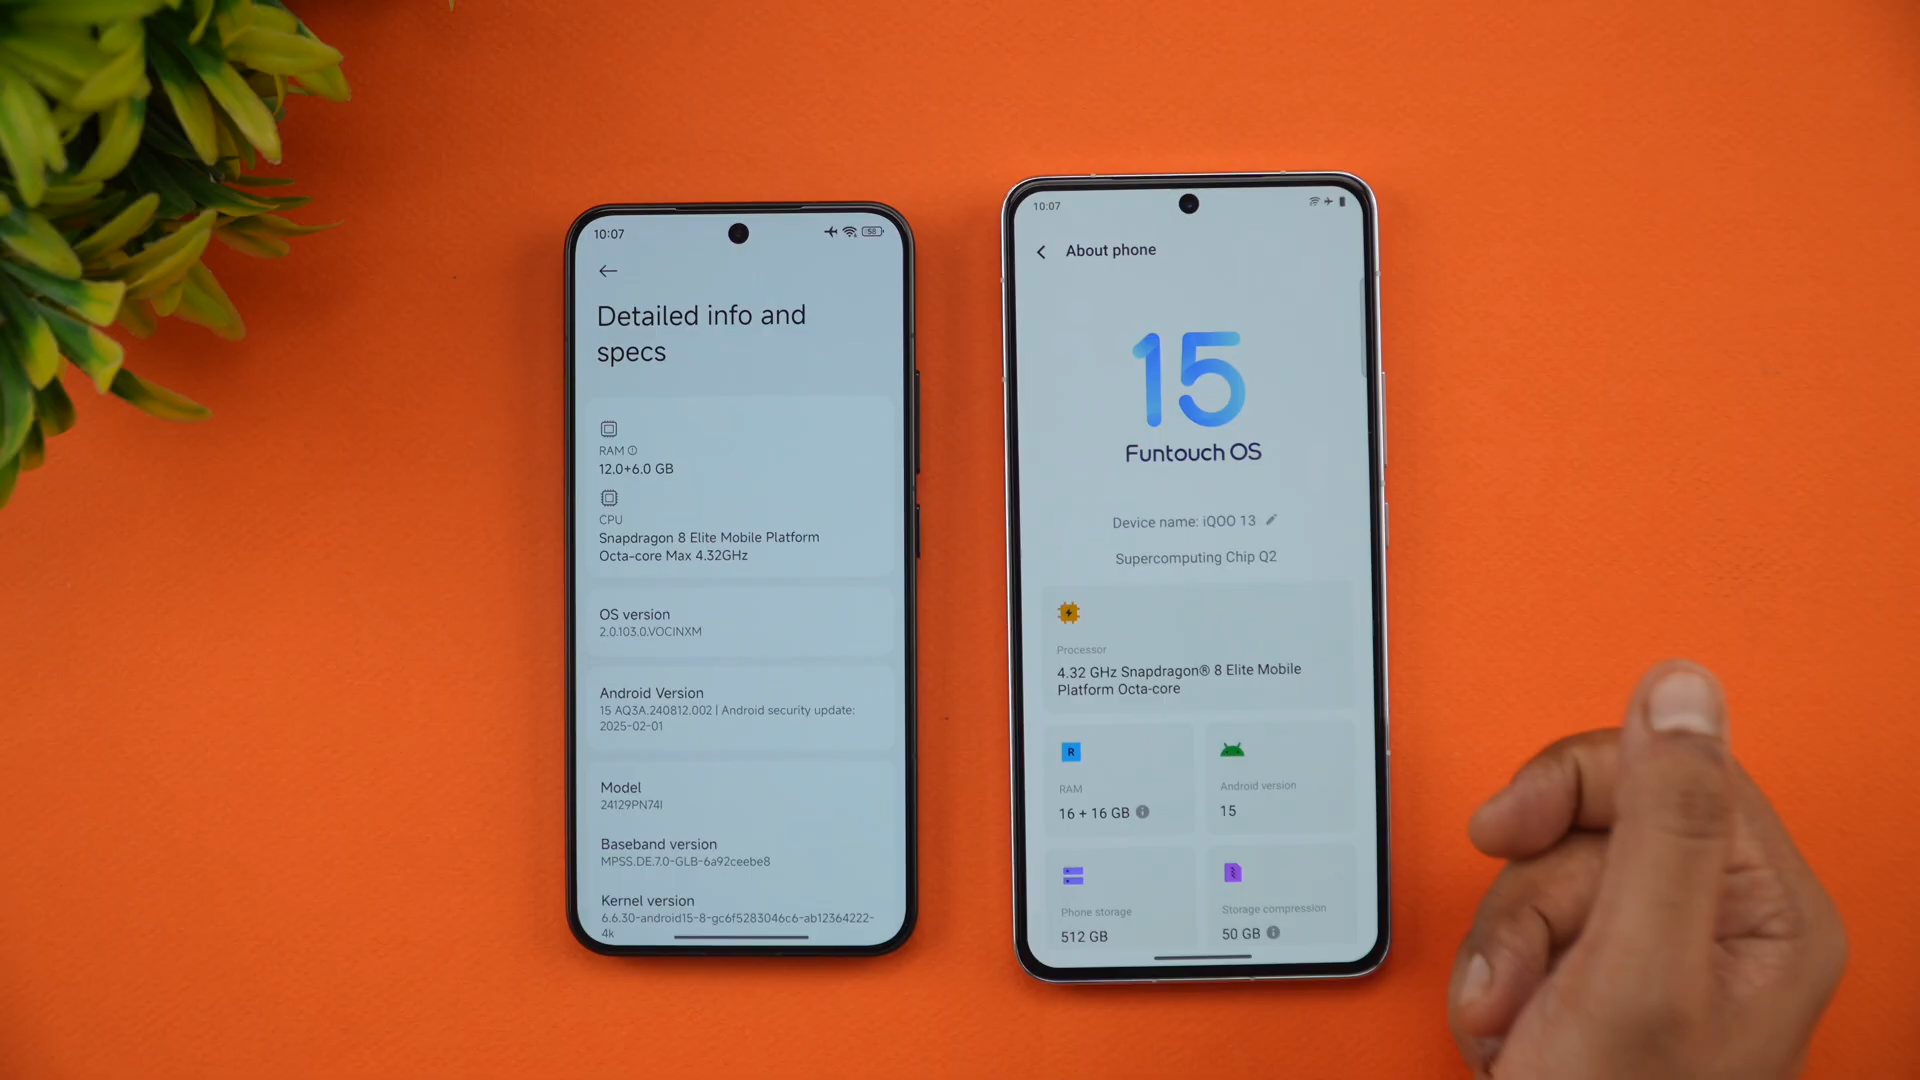 10:07
58
Detailed info and
specs
RAM
12.0+6.0 GB
CPU
Snapdragon 8 Elite Mobile Platform
Octa-core Max 4.32GHz
OS version
2.0.103.0.VOCINXM
Android Version
15 AQ3A.240812.002 | Android security update:
2025-02-01
Model
24129PN74I
Baseband version
MPSS.DE.7.0-GLB-6a92ceebe8
Kernel version
6.6.30-android15-8-gc6f5283046c6-ab12364222-
4k
10:07
About phone
15
Funtouch OS
Device name: iQOO 13
Supercomputing Chip Q2
Processor
4.32 GHz Snapdragon® 8 Elite Mobile
Platform Octa-core
R
RAM
16 + 16 GB
Android version
15
Phone storage
512 GB
Storage compression
50 GB